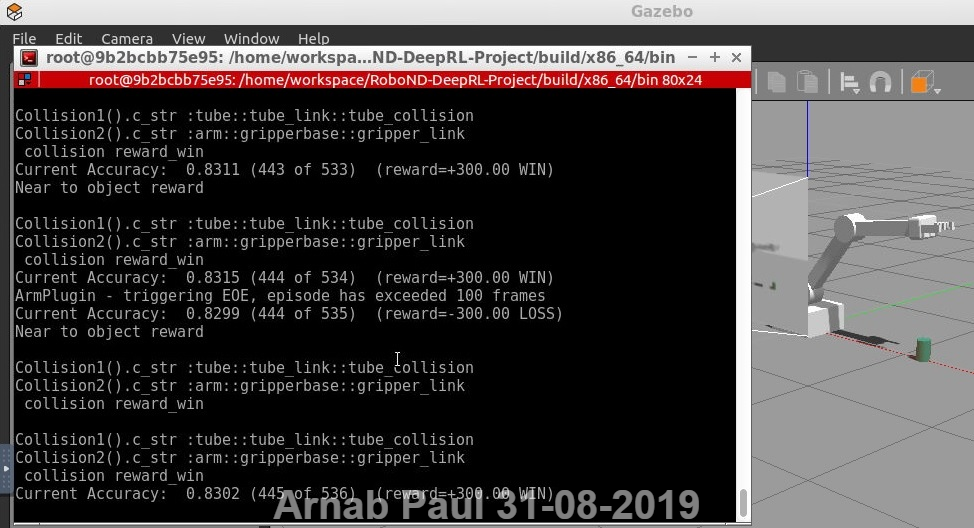 Gazebo
File Edit Camera View Window Help
root@9b2bcbb75e95: /home/workspa...ND-DeepRL-Project/build/x86_64/bin
root@9b2bcbb75e95: /home/workspace/RoboND-DeepRL-Project/build/x86_64/bin 80x24
Collision1().c_str :tube::tube_link::tube_collision
Collision2().c_str :arm::gripperbase::gripper_link
collision reward_win
Current Accuracy:  0.8311 (443 of 533)  (reward=+300.00 WIN)
Near to object reward
Collision1().c_str :tube::tube_link::tube_collision
Collision2().c_str :arm::gripperbase::gripper_link
collision reward_win
Current Accuracy:  0.8315 (444 of 534)  (reward=+300.00 WIN)
ArmPlugin - triggering EOE, episode has exceeded 100 frames
Current Accuracy:  0.8299 (444 of 535)  (reward=-300.00 LOSS)
Near to object reward
Collision1().c_str :tube::tube_link::tube_collision
Collision2().c_str :arm::gripperbase::gripper_link
collision reward_win
Collision1().c_str :tube::tube_link::tube_collision
Collision2().c_str :arm::gripperbase::gripper_link
collision reward_win
Current Accuracy:  0.8302 (445 of 536)  (reward=+300.00 WIN)
Arnab Paul 31-08-2019